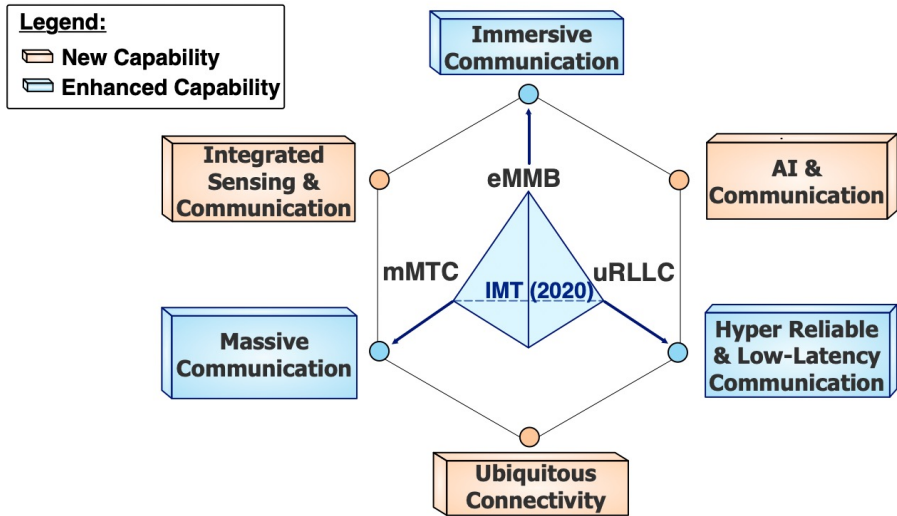 Legend:
New Capability
Enhanced Capability
Immersive
Communication
Integrated
Sensing &
Communication
AI &
Communication
eMMB
mMTC
uRLLC
IMT (2020)
Massive
Communication
Hyper Reliable
& Low-Latency
Communication
Ubiquitous
Connectivity